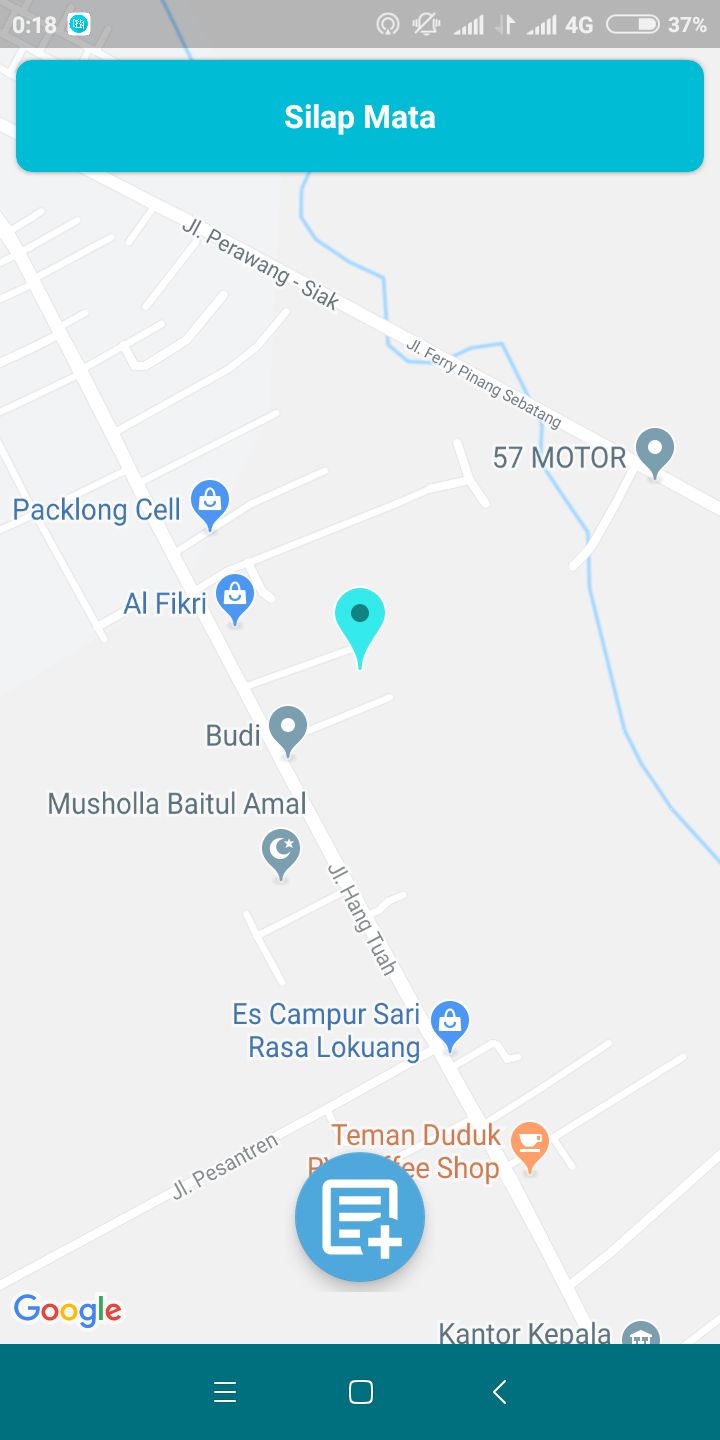 0:18
4G
37%
Silap Mata
Jl. Perawang - Siak
Jl. Ferry Pinang Sebatang
57 MOTOR
Packlong Cell
Al Fikri
Budi
Musholla Baitul Amal
Jl. Hang Tuah
Es Campur Sari
Rasa Lokuang
Teman Duduk
Shop
Jl. Pesantren
Google
Kantor Kepala